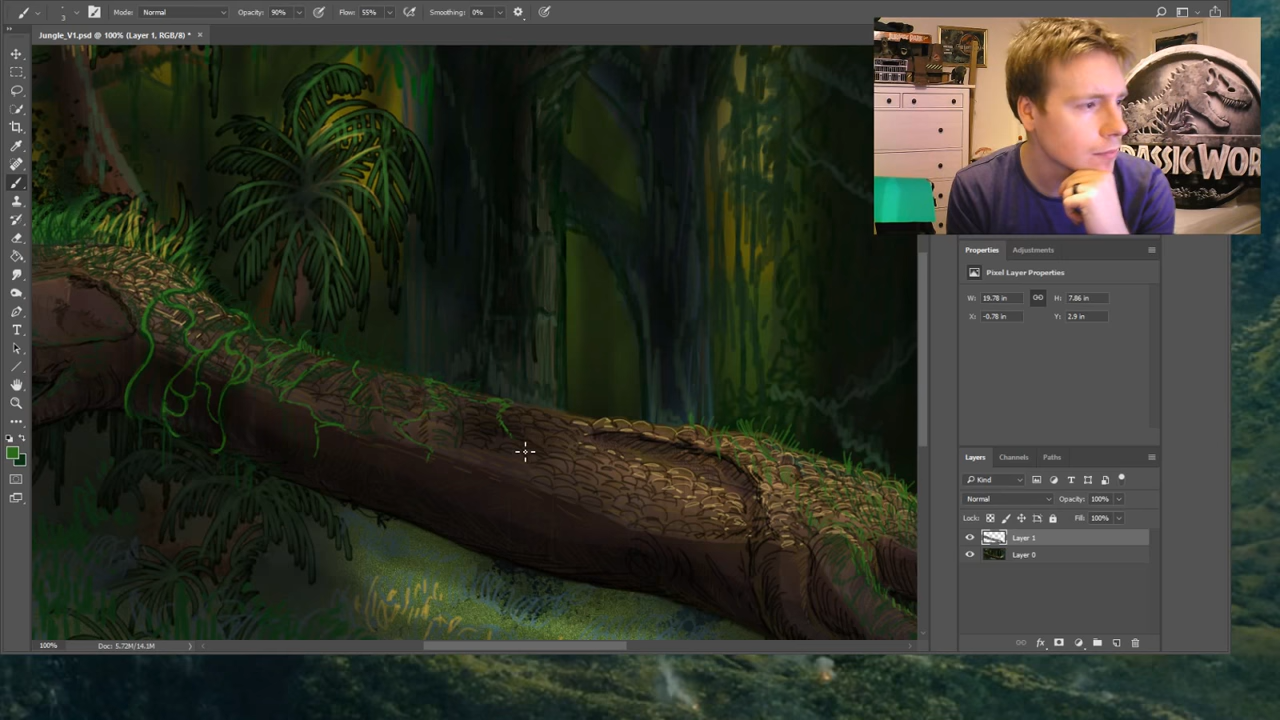 3
Mode: Normal
Opacity: 90%
Flow: 55%
Smoothing: 0%
Jungle_V1.psd @ 100% (Layer 1, RGB/8) *
JURASSIC WOR
Properties
Adjustments
Pixel Layer Properties
W: 19.78 in
H: 7.86 in
X: -0.78 in
Y: 2.9 in
Layers
Channels
Paths
Kind
Normal
Opacity: 100%
Lock:
Fill: 100%
Layer 1
Layer 0
100%
Doc: 5.72M/14.1M